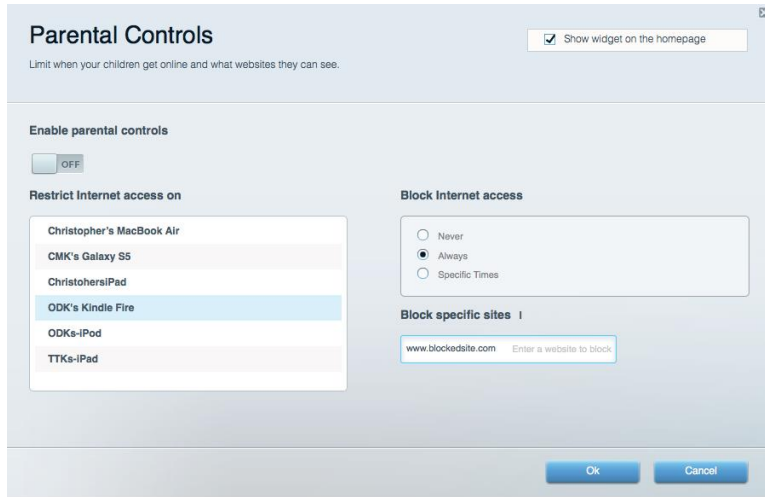 Parental Controls
Show widget on the homepage
Limit when your children get online and what websites they can see.
Enable parental controls
OFF
Restrict Internet access on
Christopher's MacBook Air
CMK's Galaxy S5
ChristohersiPad
ODK's Kindle Fire
ODKs-iPod
TTKs-iPad
Block Internet access
Never
Always
Specific Times
Block specific sites I
www.blockedsite.com Enter a website to block
Ok
Cancel